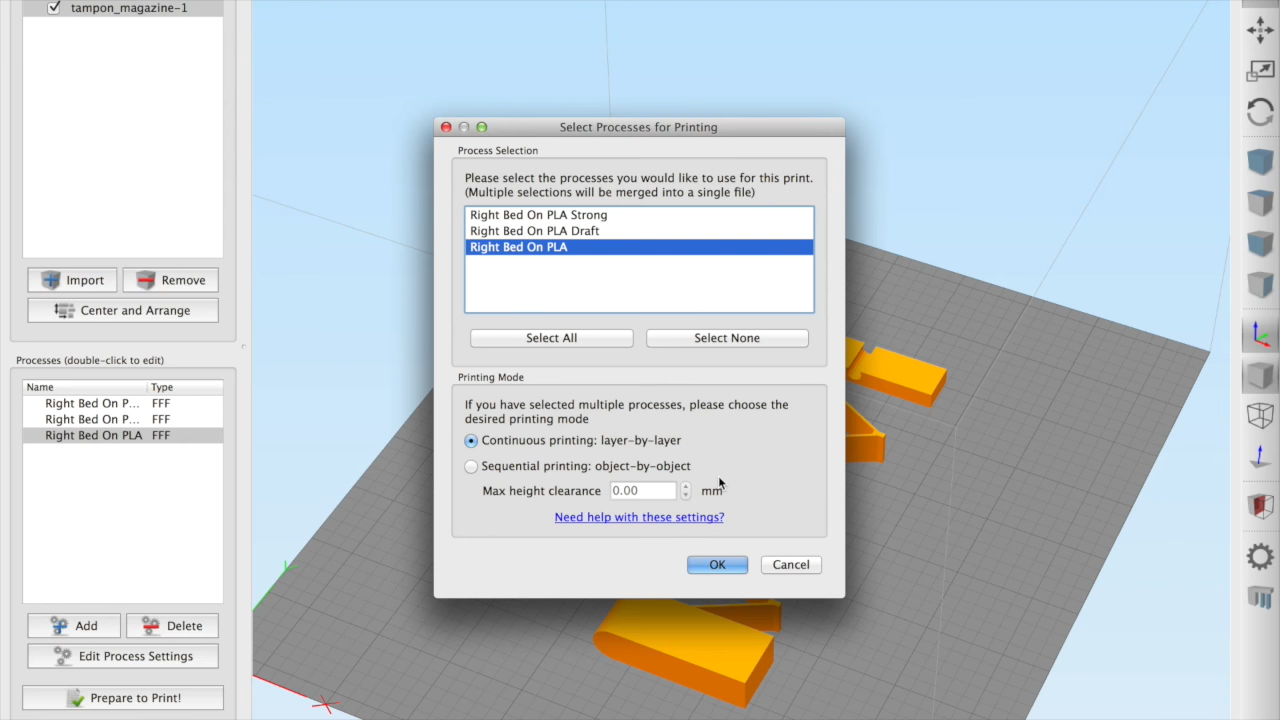 tampon_magazine-1
Import
Remove
Center and Arrange
Processes (double-click to edit)
Name Type
Right Bed On P... FFF
Right Bed On P... FFF
Right Bed On PLA FFF
Add
Delete
Edit Process Settings
Prepare to Print!
Select Processes for Printing
Process Selection
Please select the processes you would like to use for this print.
(Multiple selections will be merged into a single file)
Right Bed On PLA Strong
Right Bed On PLA Draft
Right Bed On PLA
Select All
Select None
Printing Mode
If you have selected multiple processes, please choose the
desired printing mode
Continuous printing: layer-by-layer
Sequential printing: object-by-object
Max height clearance 0.00 mm
Need help with these settings?
OK
Cancel